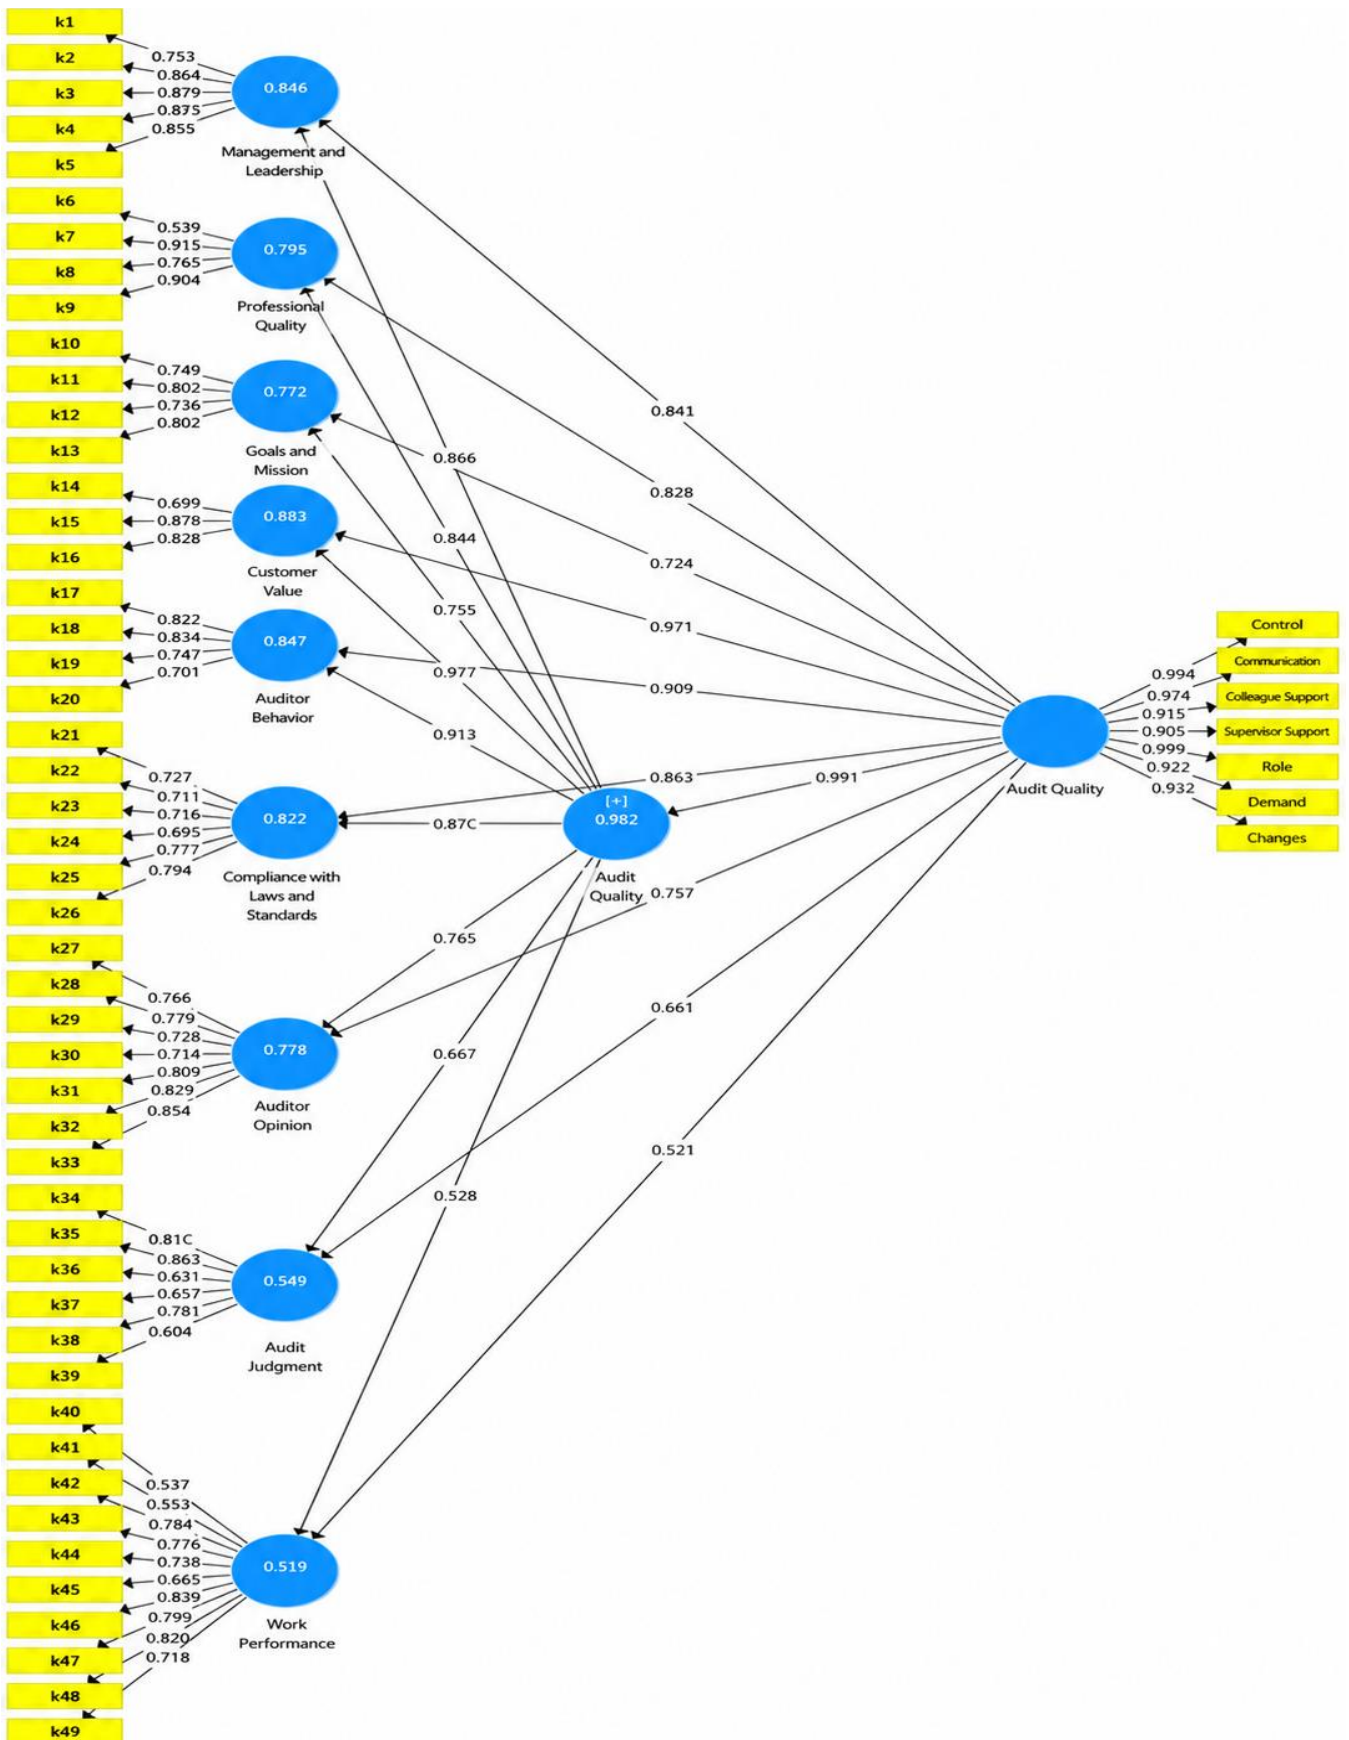 k1
k2
k3
k4
k5
0.753
0.864
0.879
0.875
0.855
0.846
Management and
Leadership
k6
k7
k8
k9
0.539
0.915
0.765
0.904
0.795
Professional
Quality
k10
k11
k12
k13
0.749
0.802
0.736
0.802
0.772
Goals and
Mission
k14
k15
k16
0.699
0.878
0.828
0.883
Customer
Value
k17
k18
k19
k20
0.822
0.834
0.747
0.701
0.847
Auditor
Behavior
k21
k22
k23
k24
k25
k26
0.727
0.711
0.716
0.695
0.777
0.794
0.822
Compliance with
Laws and
Standards
k27
k28
k29
k30
k31
k32
k33
0.766
0.779
0.728
0.714
0.809
0.829
0.854
0.778
Auditor
Opinion
k34
k35
k36
k37
k38
k39
0.81C
0.863
0.631
0.657
0.781
0.604
0.549
Audit
Judgment
k40
k41
k42
k43
k44
k45
k46
k47
k48
k49
0.537
0.553
0.784
0.776
0.738
0.665
0.839
0.799
0.820
0.718
0.519
Work
Performance
0.866
0.844
0.755
0.977
0.913
0.87C
0.765
0.667
0.528
[+]
0.982
Audit
Quality
0.841
0.828
0.724
0.971
0.909
0.863
0.991
0.757
0.661
0.521
Audit Quality
0.994
0.974
0.915
0.905
0.999
0.922
0.932
Control
Communication
Colleague Support
Supervisor Support
Role
Demand
Changes